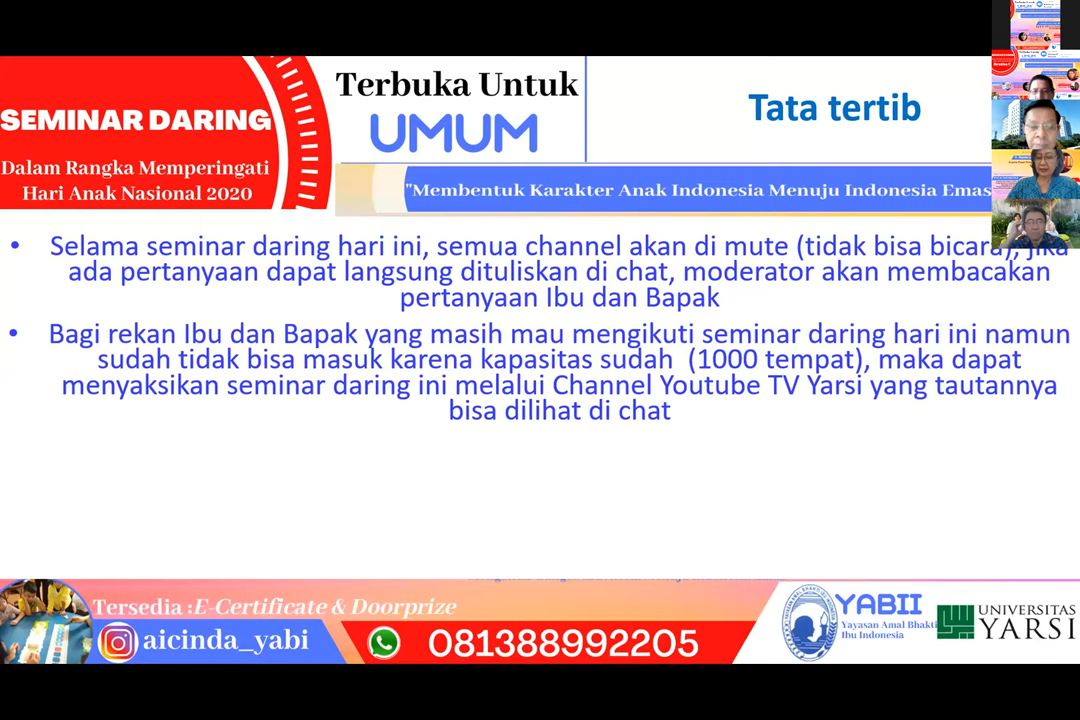 SEMINAR DARING
Dalam Rangka Memperingati
Hari Anak Nasional 2020
Terbuka Untuk
UMUM
Tata tertib
"Membentuk Karakter Anak Indonesia Menuju Indonesia Emas
• Selama seminar daring hari ini, semua channel akan di mute (tidak bisa bicara), jika
ada pertanyaan dapat langsung dituliskan di chat, moderator akan membacakan
pertanyaan Ibu dan Bapak
• Bagi rekan Ibu dan Bapak yang masih mau mengikuti seminar daring hari ini namun
sudah tidak bisa masuk karena kapasitas sudah (1000 tempat), maka dapat
menyaksikan seminar daring ini melalui Channel Youtube TV Yarsi yang tautannya
bisa dilihat di chat
Tersedia :E-Certificate & Doorprize
aicinda_yabi
081388992205
YABII
Yayasan Amal Bhakti
Ibu Indonesia
UNIVERSITAS
YARSI